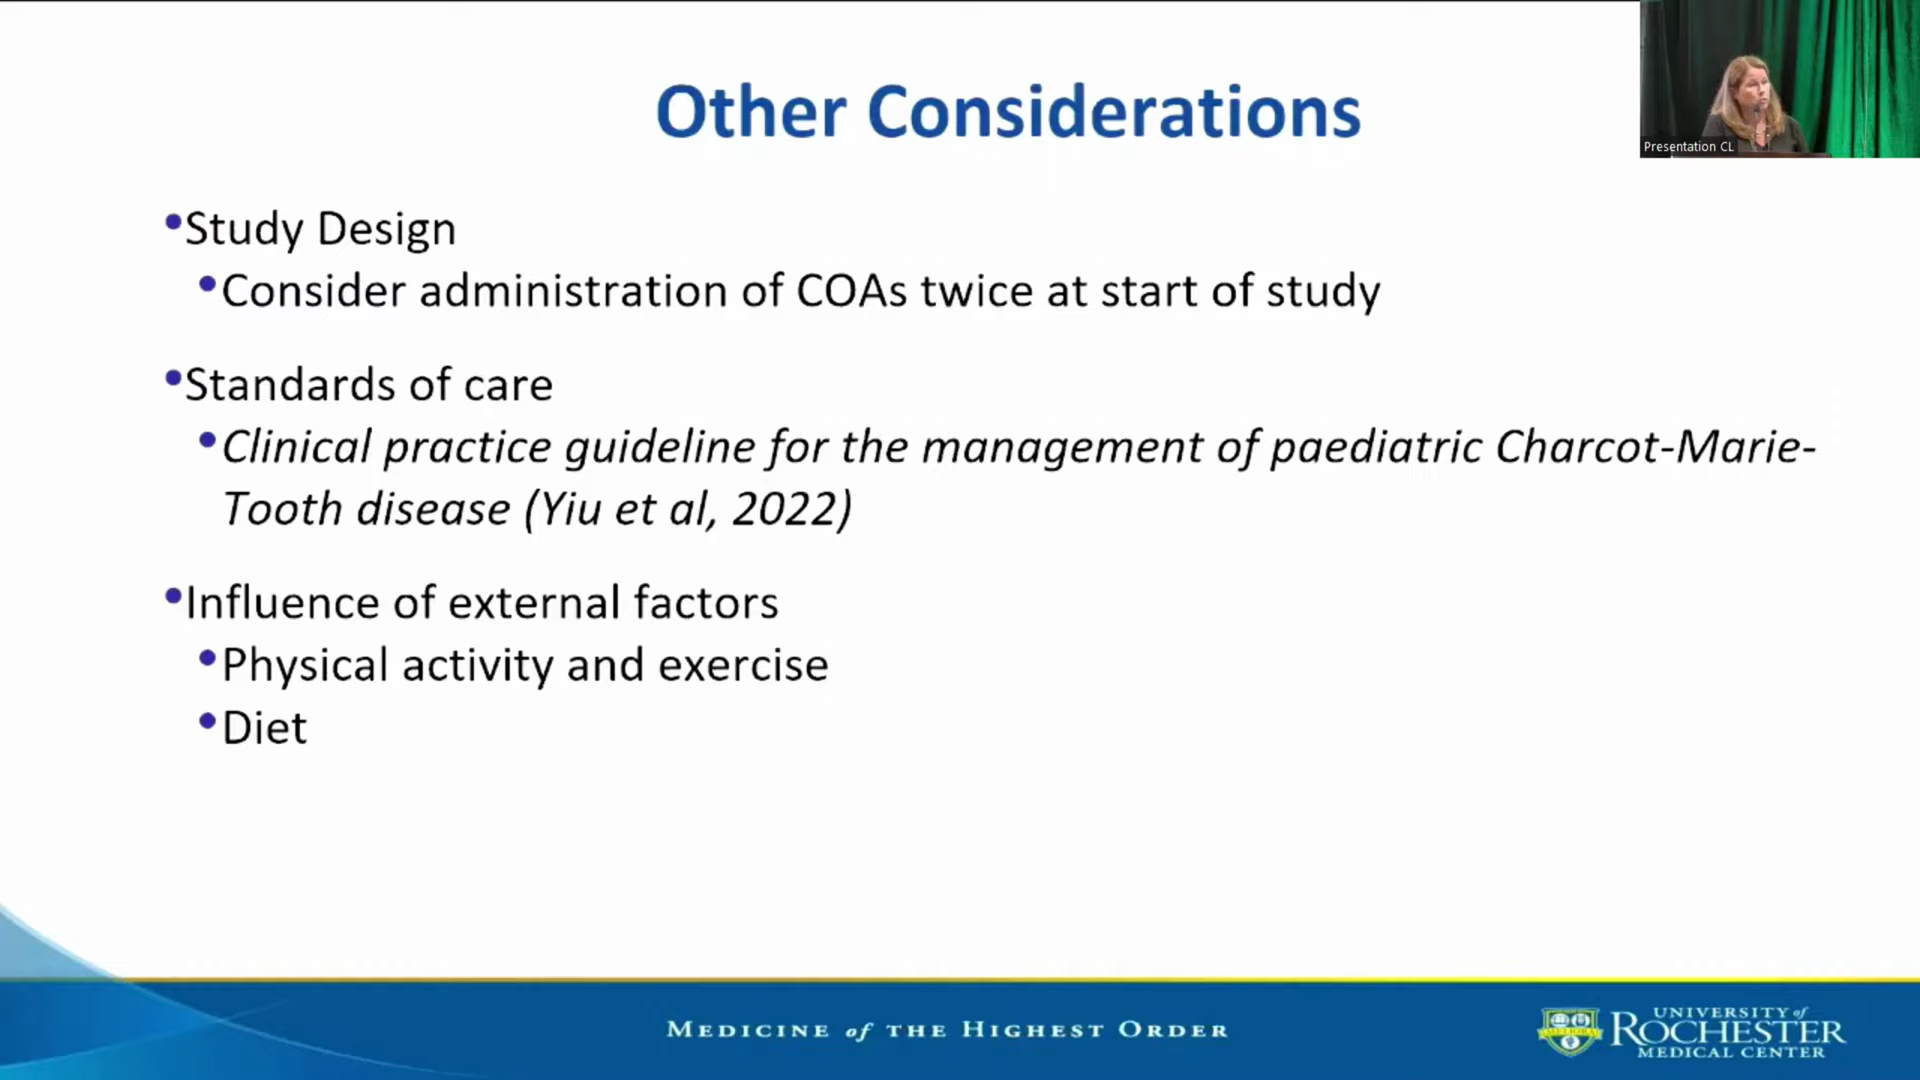 Other Considerations
Presentation CL
•Study Design
•Consider administration of COAs twice at start of study
•Standards of care
•Clinical practice guideline for the management of paediatric Charcot-Marie-
Tooth disease (Yiu et al, 2022)
•Influence of external factors
•Physical activity and exercise
•Diet
MEDICINE of THE HIGHEST ORDER
UNIVERSITY of
ROCHESTER
MEDICAL CENTER